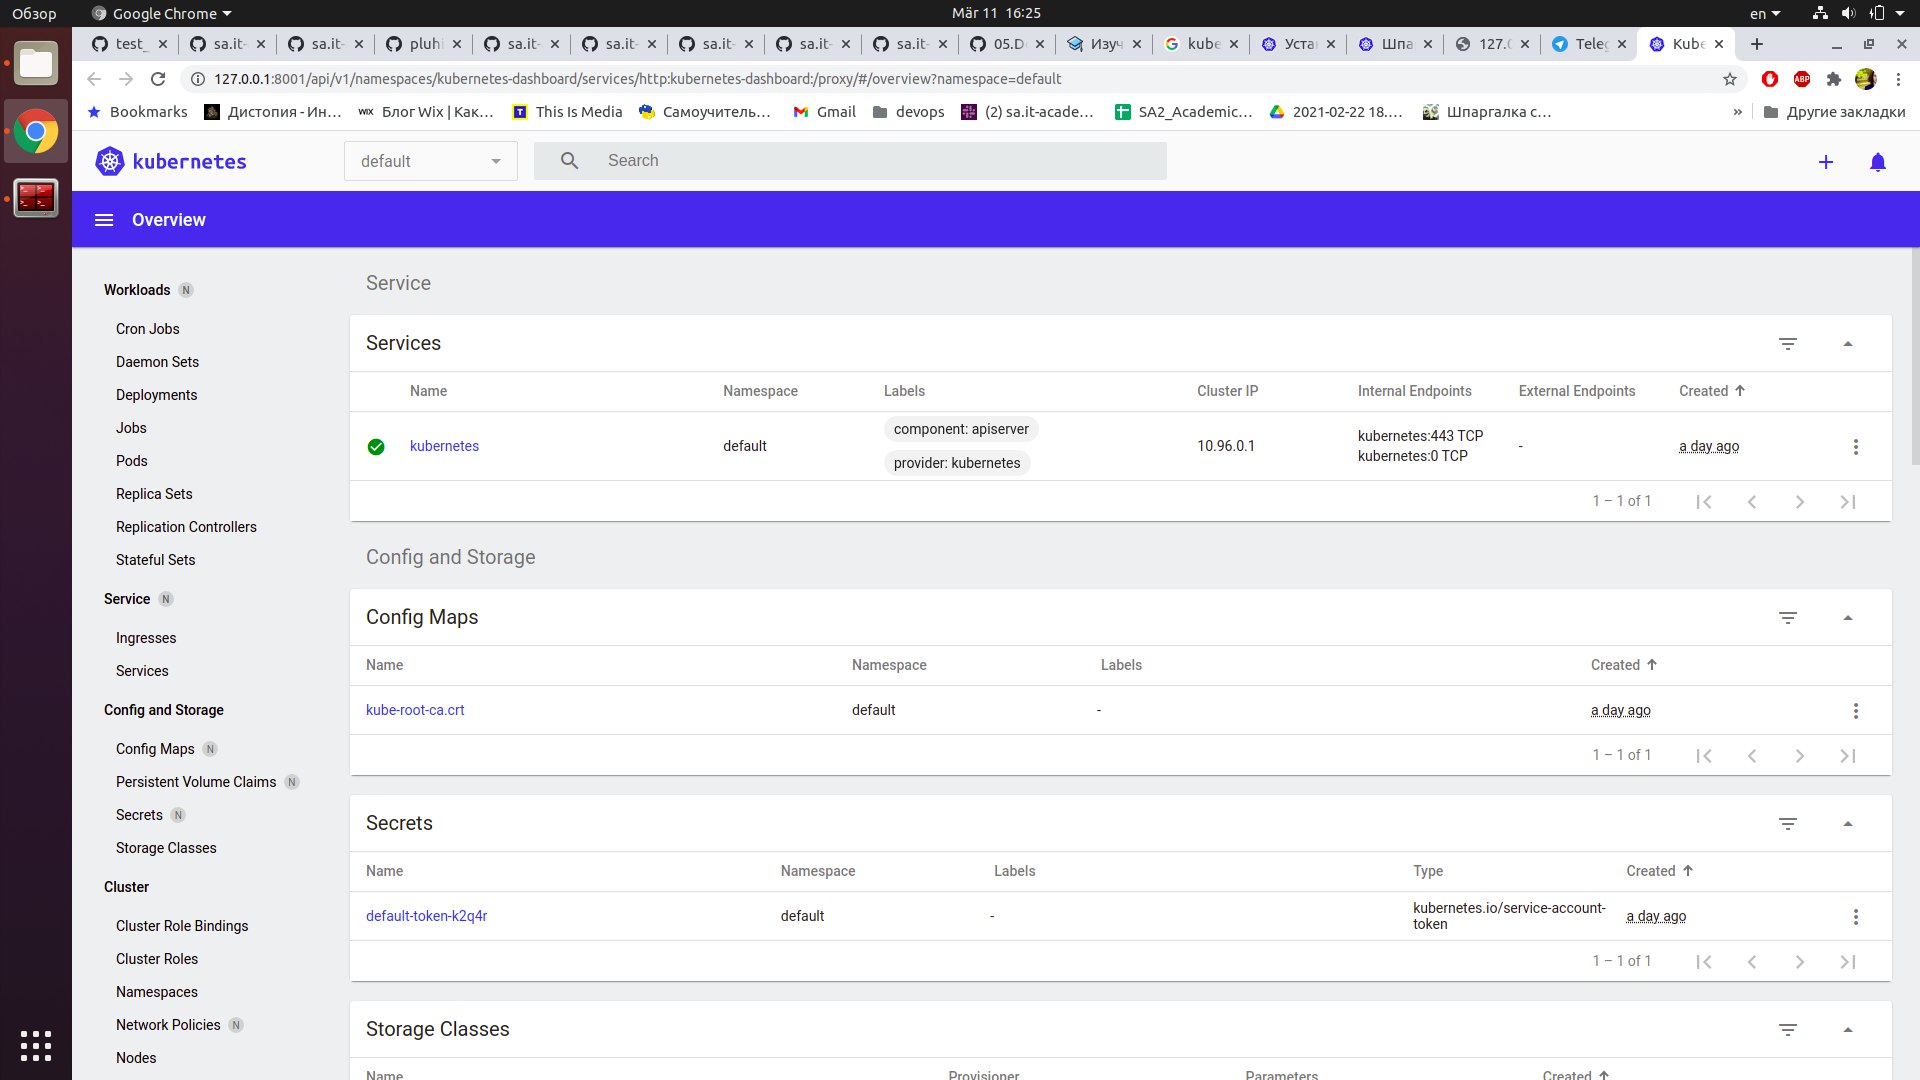 Обзор
Google Chrome
Mär 11 16:25
en
test_
sa.it-
sa.it-
pluhi
sa.it-
sa.it-
sa.it-
sa.it-
sa.it-
05.D
Изуч
kube
Уста
Шпа
127.0
Teleg
Kube
127.0.0.1:8001/api/v1/namespaces/kubernetes-dashboard/services/http:kubernetes-dashboard:/proxy/#/overview?namespace=default
ABP
Bookmarks
Дистопия - Ин...
WIX
Блог Wix | Как...
T
This Is Media
Самоучитель...
Gmail
devops
(2) sa.it-acade...
SA2_Academic...
2021-02-22 18....
Шпаргалка с...
»
Другие закладки
kubernetes
default
Search
Overview
Workloads N
Cron Jobs
Daemon Sets
Deployments
Jobs
Pods
Replica Sets
Replication Controllers
Stateful Sets
Service N
Ingresses
Services
Config and Storage
Config Maps N
Persistent Volume Claims N
Secrets N
Storage Classes
Cluster
Cluster Role Bindings
Cluster Roles
Namespaces
Network Policies N
Nodes
Service
Services
Name Namespace Labels Cluster IP Internal Endpoints External Endpoints Created
kubernetes default component: apiserver provider: kubernetes 10.96.0.1 kubernetes:443 TCP kubernetes:0 TCP - a day ago
1 – 1 of 1
Config and Storage
Config Maps
Name Namespace Labels Created
kube-root-ca.crt default - a day ago
1 – 1 of 1
Secrets
Name Namespace Labels Type Created
default-token-k2q4r default - kubernetes.io/service-account-token a day ago
1 – 1 of 1
Storage Classes
Name Provisioner Parameters Created